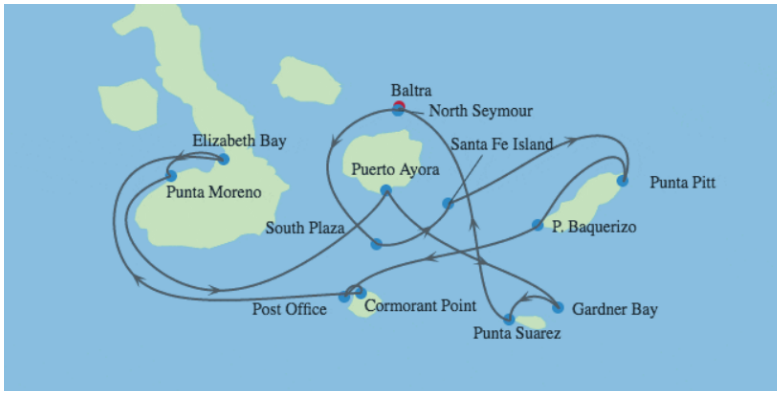 Baltra
North Seymour
Elizabeth Bay
Santa Fe Island
Puerto Ayora
Punta Moreno
Punta Pitt
South Plaza
P. Baquerizo
Post Office
Cormorant Point
Gardner Bay
Punta Suarez